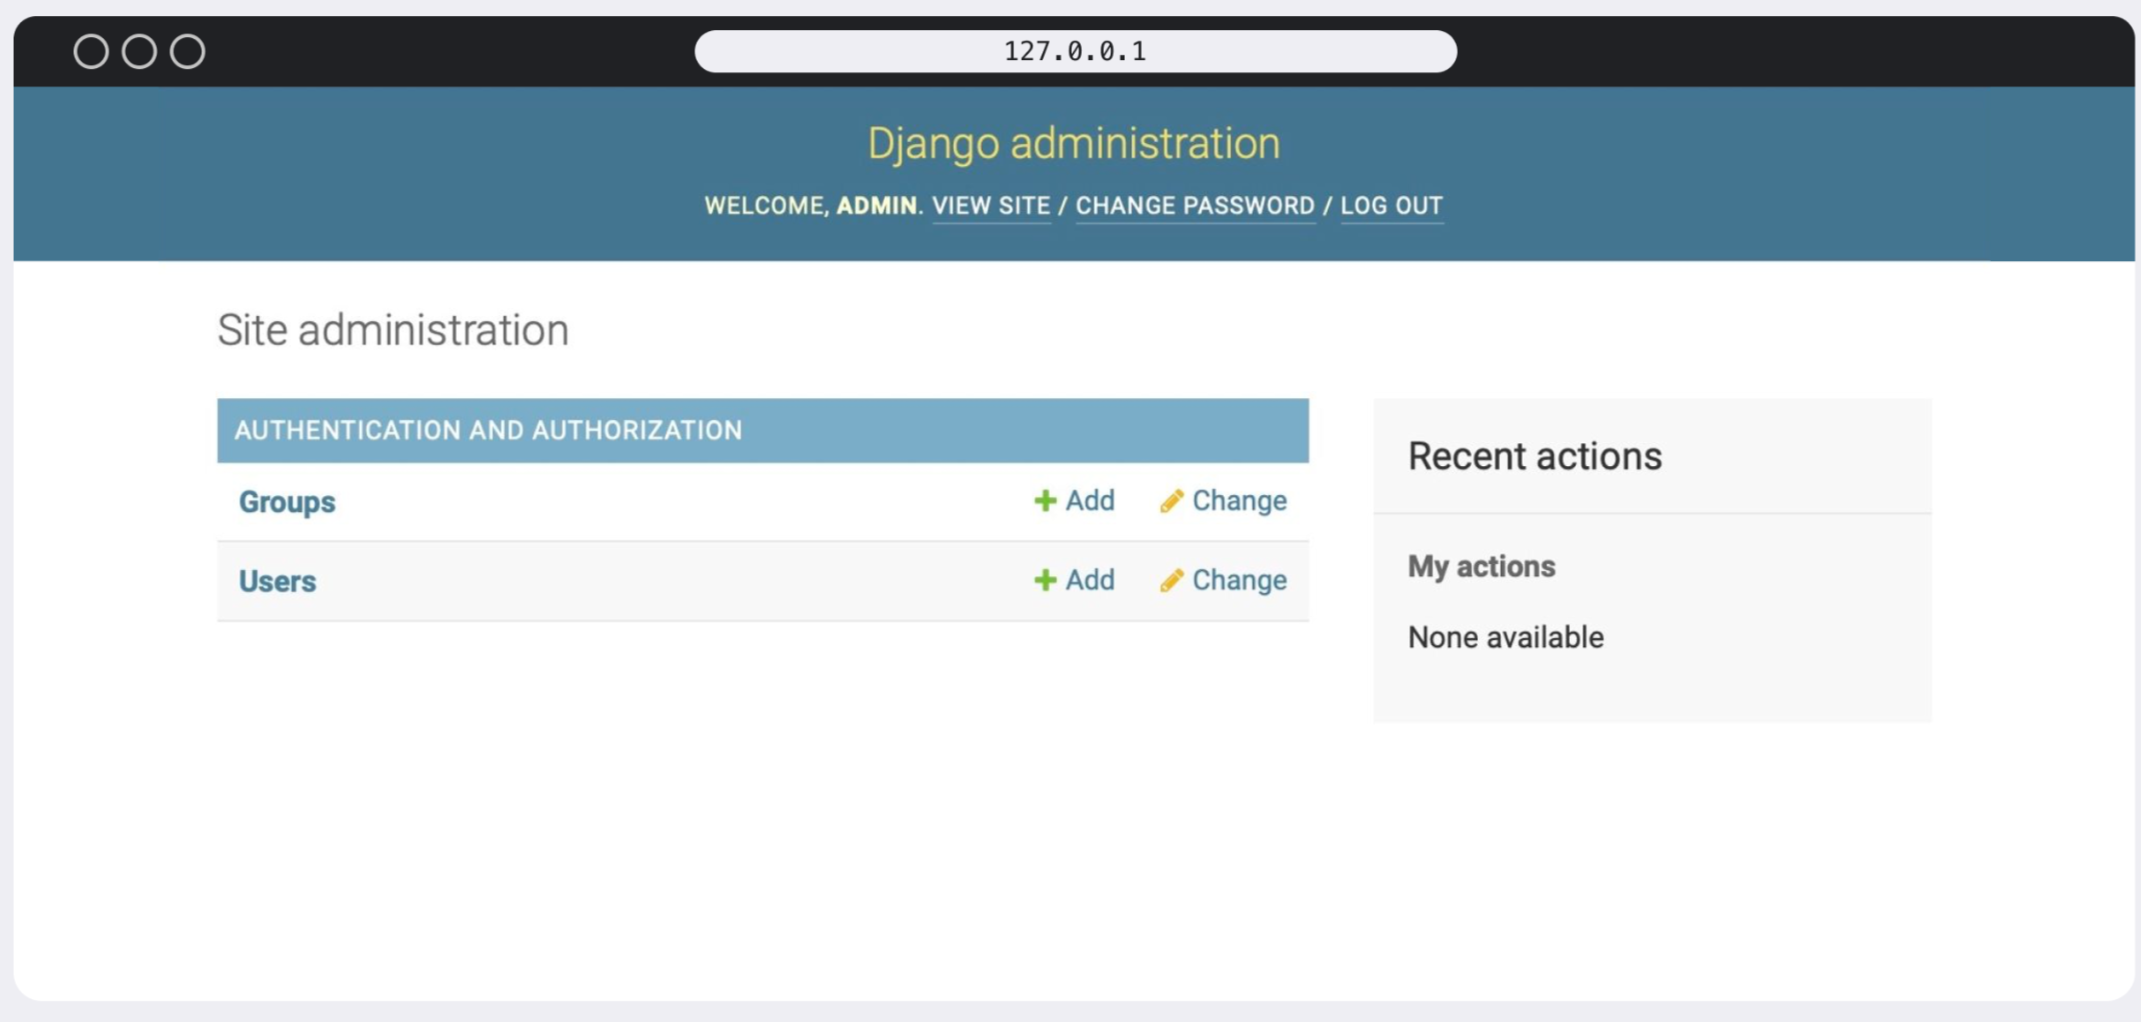 127.0.0.1
Django administration
WELCOME, ADMIN. VIEW SITE / CHANGE PASSWORD / LOG OUT
Site administration
AUTHENTICATION AND AUTHORIZATION
Groups Add Change
Users Add Change
Recent actions
My actions
None available